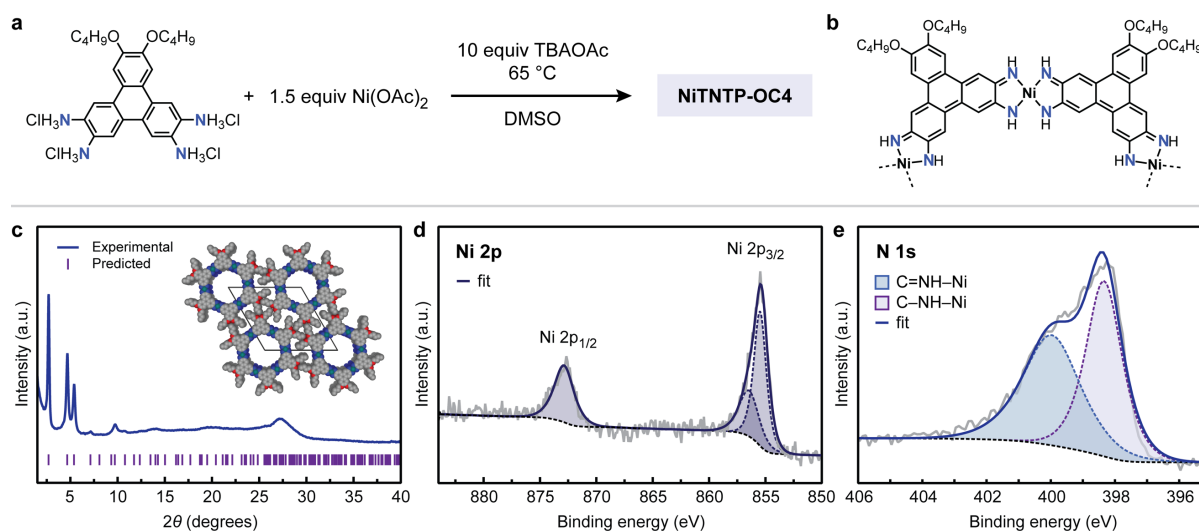 a
OC₄H₉
C₄H₉O
ClH₃N
NH₃Cl
ClH₃N
NH₃Cl
+ 1.5 equiv Ni(OAc)₂
10 equiv TBAOAc
65 °C
DMSO
NiTNTP-OC4
b
C₄H₉O
OC₄H₉
C₄H₉O
OC₄H₉
H
N
H
N
Ni
N
H
N
H
NH
NH
Ni
HN
HN
Ni
c
Experimental
Predicted
Intensity (a.u.)
5 10 15 20 25 30 35 40
2θ (degrees)
d
Ni 2p
fit
Ni 2p₁/₂
Ni 2p₃/₂
Intensity (a.u.)
880 875 870 865 860 855 850
Binding energy (eV)
e
N 1s
C=NH–Ni
C–NH–Ni
fit
Intensity (a.u.)
406 404 402 400 398 396
Binding energy (eV)